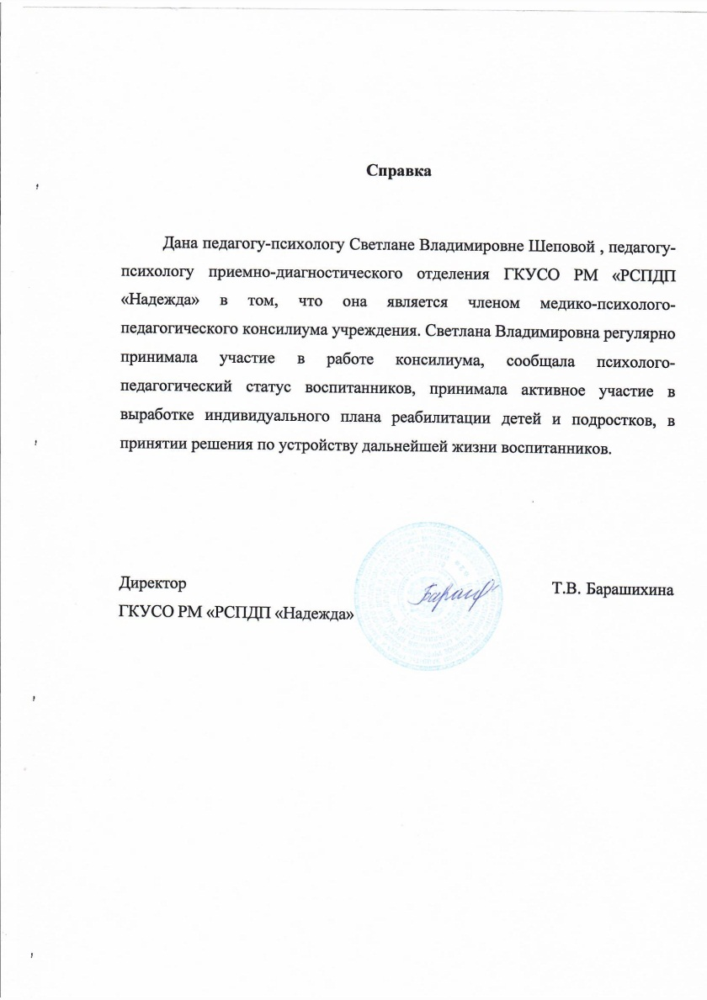 Справка
Дана педагогу-психологу Светлане Владимировне Шеповой , педагогу-
психологу приемно-диагностического отделения ГКУСО РМ «РСПДП
«Надежда» в том, что она является членом медико-психолого-
педагогического консилиума учреждения. Светлана Владимировна регулярно
принимала участие в работе консилиума, сообщала психолого-
педагогический статус воспитанников, принимала активное участие в
выработке индивидуального плана реабилитации детей и подростков, в
принятии решения по устройству дальнейшей жизни воспитанников.
Директор
Т.В. Барашихина
ГКУСО РМ «РСПДП «Надежда»